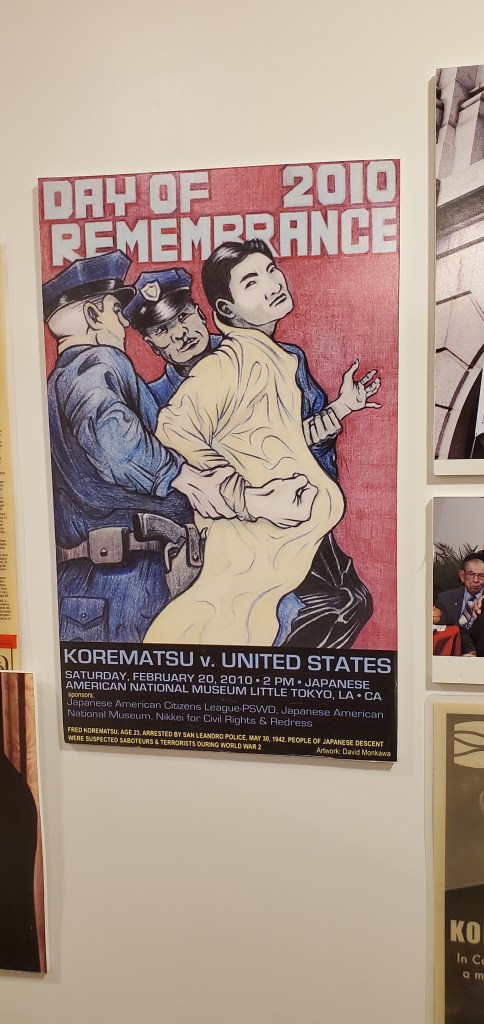 DAY OF 2010
REMEMBRANCE
KOREMATSU v. UNITED STATES
SATURDAY, FEBRUARY 20, 2010 • 2 PM • JAPANESE
AMERICAN NATIONAL MUSEUM LITTLE TOKYO, LA • CA
sponsors:
Japanese American Citizens League-PSWD, Japanese American
National Museum, Nikkei for Civil Rights & Redress
FRED KOREMATSU, AGE 23, ARRESTED BY SAN LEANDRO POLICE, MAY 30, 1942. PEOPLE OF JAPANESE DESCENT
WERE SUSPECTED SABOTEURS & TERRORISTS DURING WORLD WAR 2
Artwork: David Monkawa
KO
In Co
a m